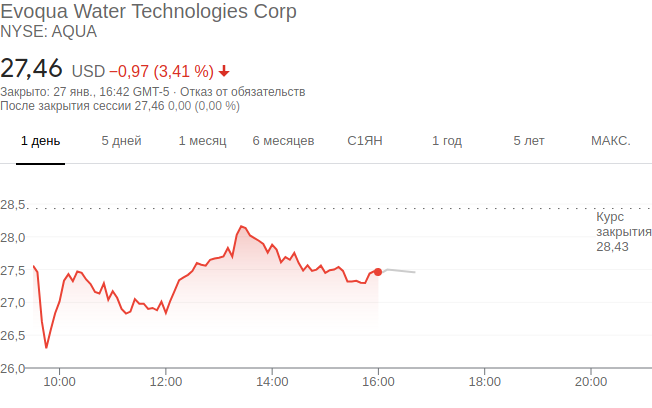 Evoqua Water Technologies Corp
NYSE: AQUA
27,46 USD −0,97 (3,41 %)
Закрыто: 27 янв., 16:42 GMT-5 · Отказ от обязательств
После закрытия сессии 27,46 0,00 (0,00 %)
1 день 5 дней 1 месяц 6 месяцев С1ЯН 1 год 5 лет МАКС.
28,5
Курс
закрытия
28,43
28,0
27,5
27,0
26,5
26,0
10:00 12:00 14:00 16:00 18:00 20:00